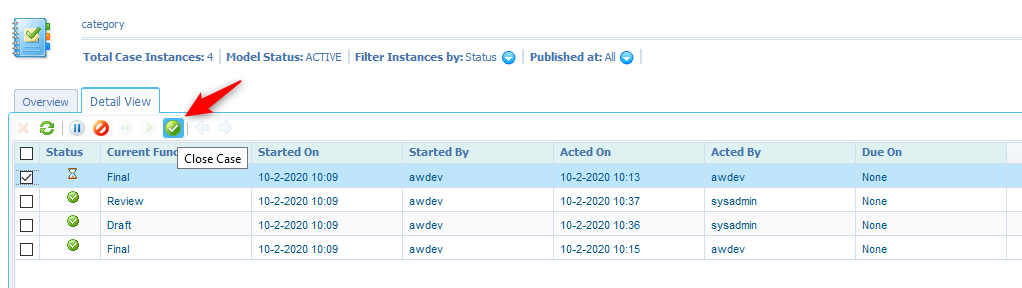 category
Total Case Instances: 4 Model Status: ACTIVE Filter Instances by: Status Published at: All
Overview Detail View
Close Case
Status Current Func Started On Started By Acted On Acted By Due On
Final 10-2-2020 10:09 awdev 10-2-2020 10:13 awdev None
Review 10-2-2020 10:09 awdev 10-2-2020 10:37 sysadmin None
Draft 10-2-2020 10:09 awdev 10-2-2020 10:36 sysadmin None
Final 10-2-2020 10:09 awdev 10-2-2020 10:15 awdev None